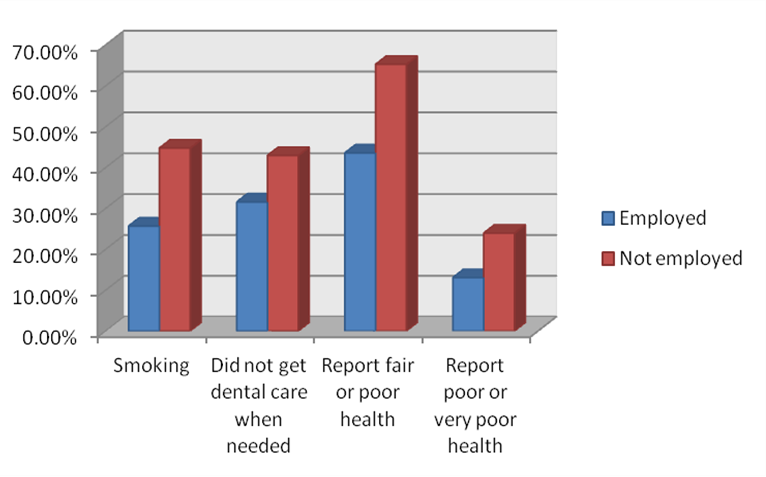 70.00%
60.00%
50.00%
40.00%
30.00%
20.00%
10.00%
0.00%
Smoking
Did not get
dental care
when
needed
Report fair
or poor
health
Report
poor or
very poor
health
Employed
Not employed